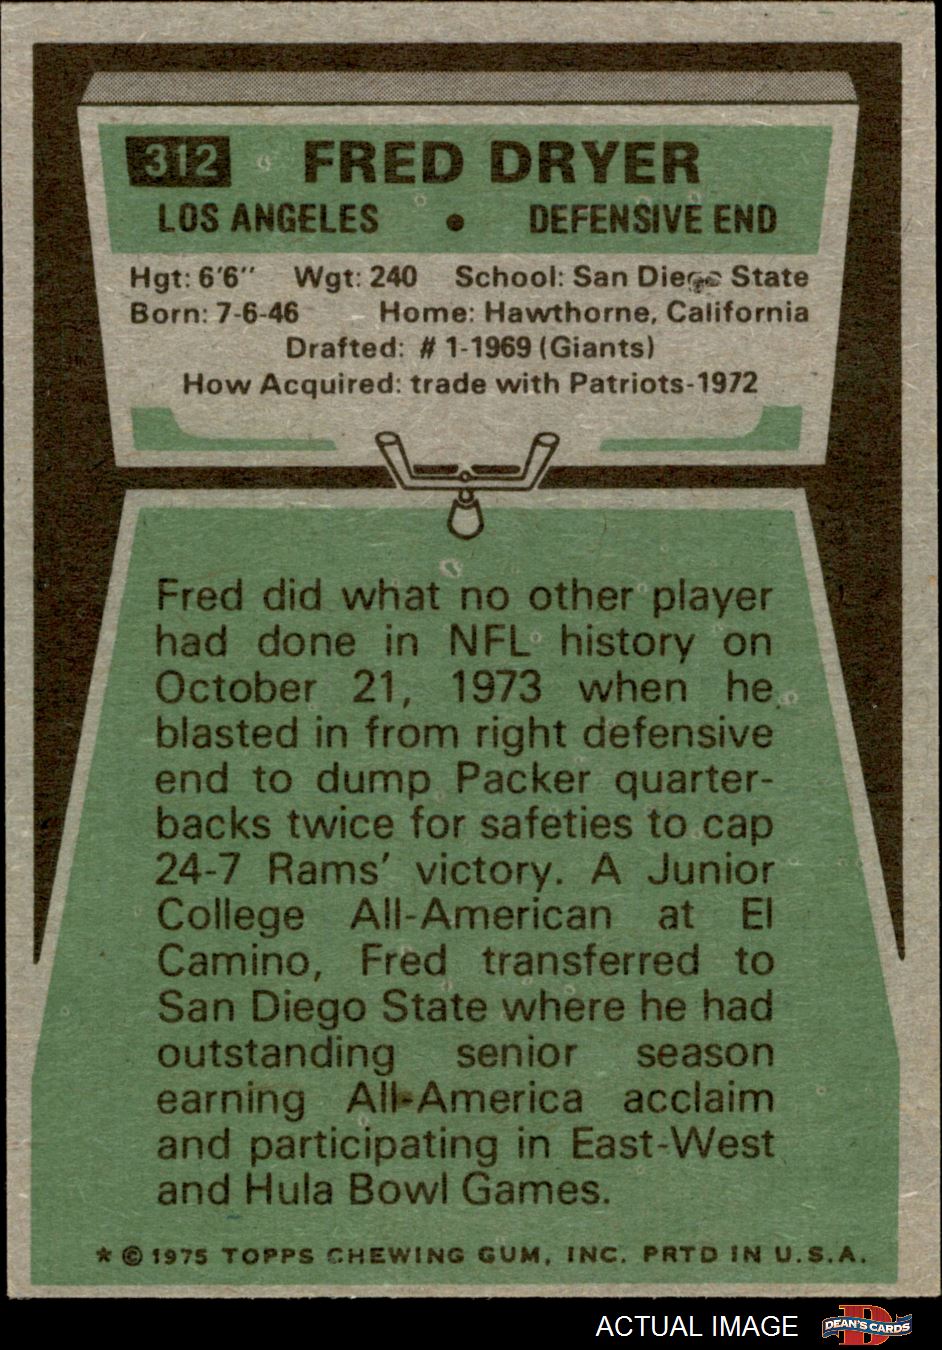 312 FRED DRYER
LOS ANGELES • DEFENSIVE END
Hgt: 6'6" Wgt: 240 School: San Diego State
Born: 7-6-46 Home: Hawthorne, California
Drafted: # 1-1969 (Giants)
How Acquired: trade with Patriots-1972
Fred did what no other player
had done in NFL history on
October 21, 1973 when he
blasted in from right defensive
end to dump Packer quarter-
backs twice for safeties to cap
24-7 Rams' victory. A Junior
College All-American at El
Camino, Fred transferred to
San Diego State where he had
outstanding senior season
earning All-America acclaim
and participating in East-West
and Hula Bowl Games.
* © 1975 TOPPS CHEWING GUM, INC. PRTD IN U.S.A.
ACTUAL IMAGE D DEAN'S CARDS